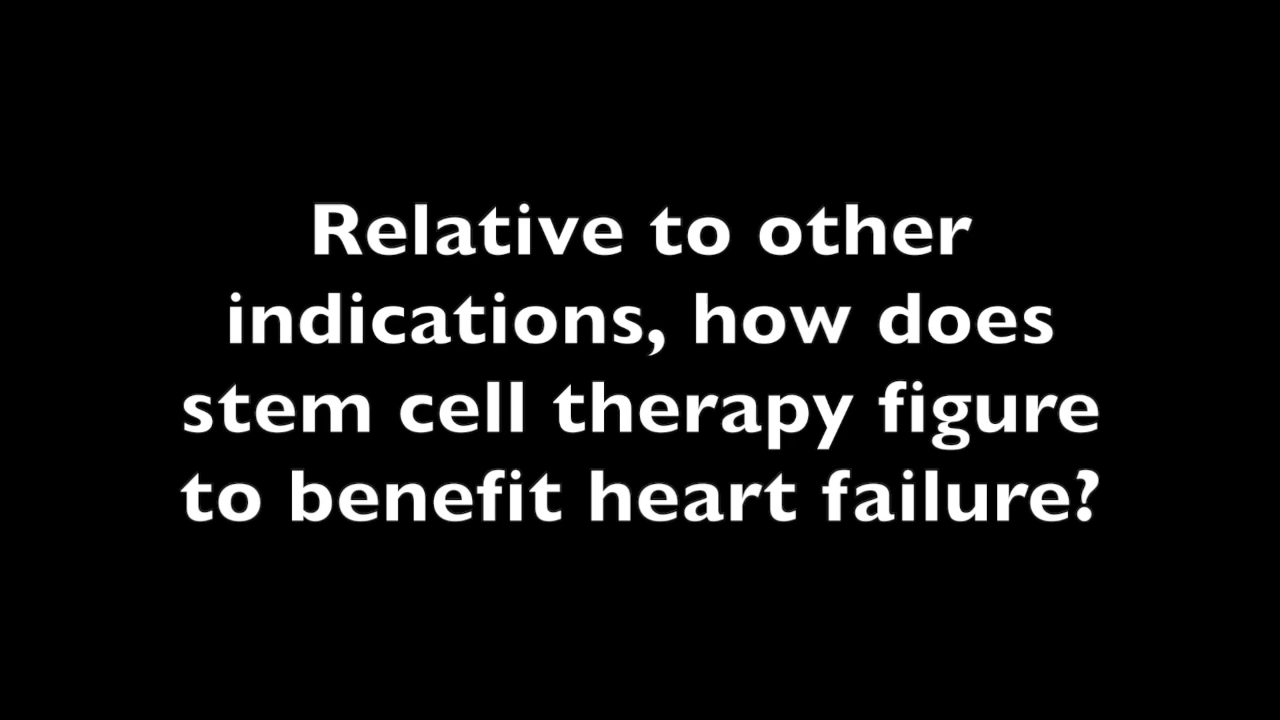 Relative to other
indications, how does
stem cell therapy figure
to benefit heart failure?